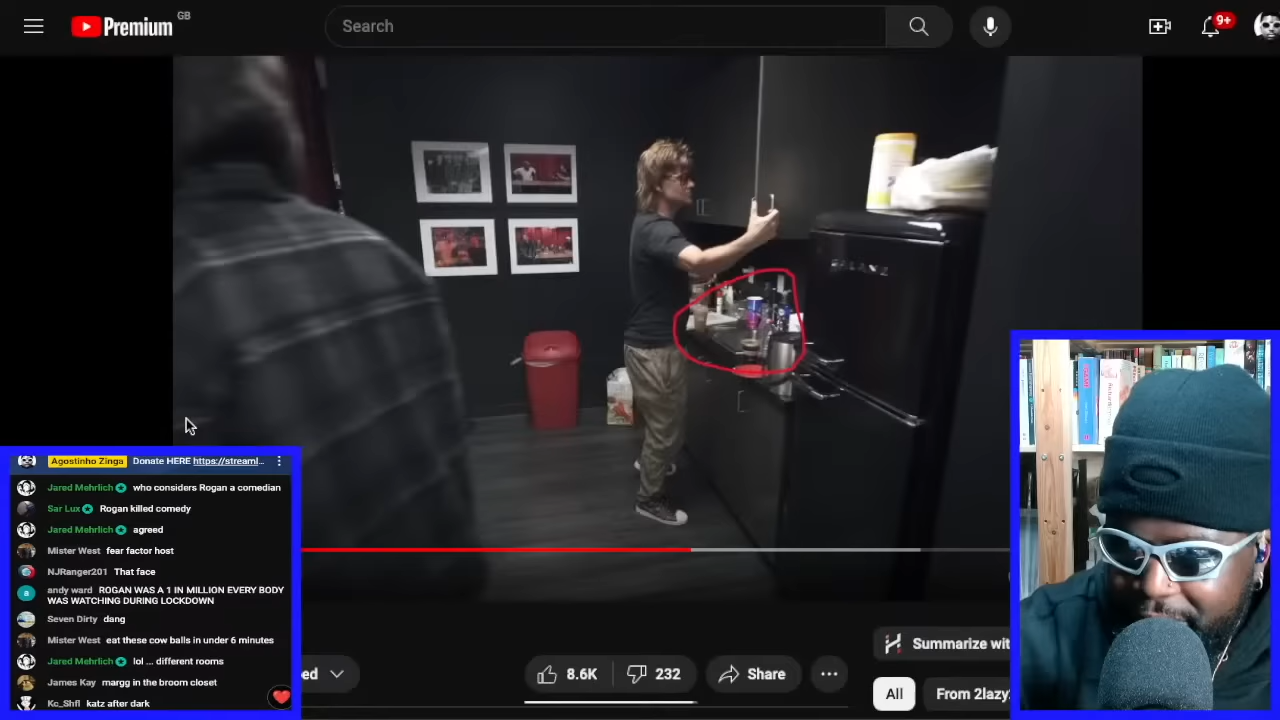 Premium
GB
Search
9+
Agostinho Zinga Donate HERE https://streaml...
Jared Mehrlich who considers Rogan a comedian
Sar Lux Rogan killed comedy
Jared Mehrlich agreed
Mister West fear factor host
NJRanger201 That face
andy ward ROGAN WAS A 1 IN MILLION EVERY BODY
WAS WATCHING DURING LOCKDOWN
Seven Dirty dang
Mister West eat these cow balls in under 6 minutes
Jared Mehrlich lol ... different rooms
James Kay margg in the broom closet
Kc_Shfl katz after dark
ed
8.6K
232
Share
Summarize wit
All
From 2lazy